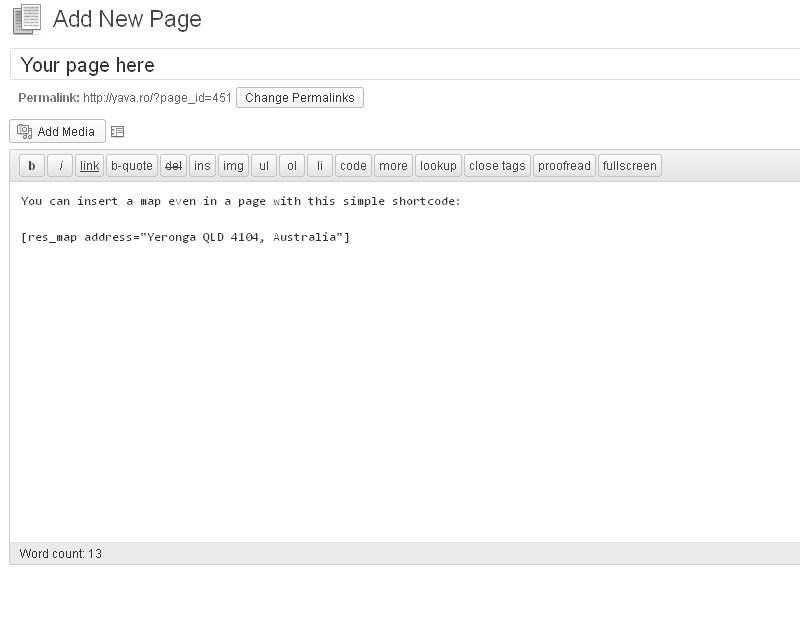 Add New Page
Your page here
Permalink: http://yava.ro/?page_id=451 Change Permalinks
Add Media
b i link b-quote del ins img ul ol li code more lookup close tags proofread fullscreen
You can insert a map even in a page with this simple shortcode:
[res_map address="Yeronga QLD 4104, Australia"]
Word count: 13